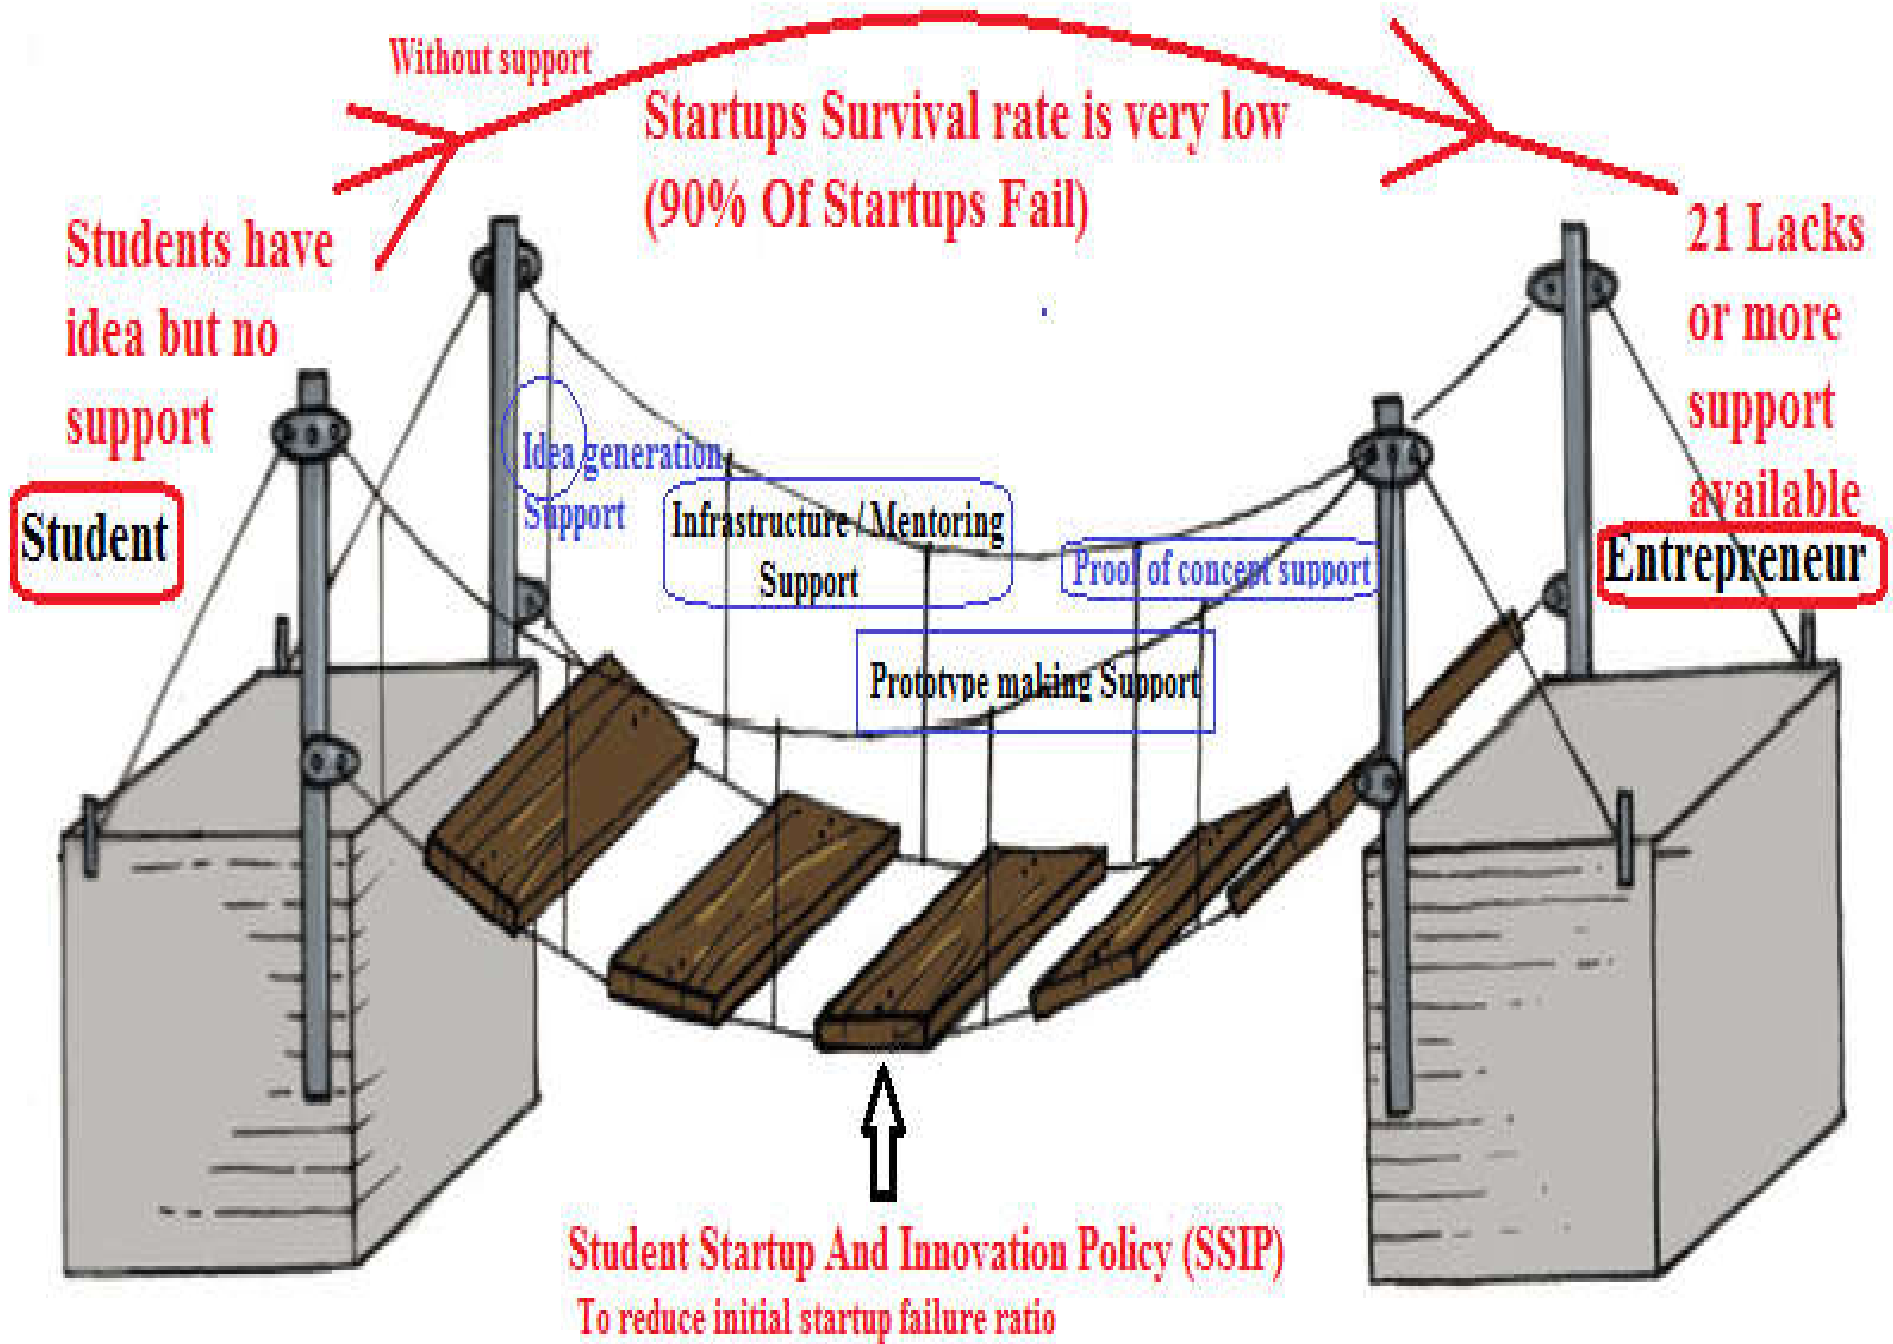 Without support
Startups Survival rate is very low
(90% Of Startups Fail)
Students have
idea but no
support
Student
21 Lacks
or more
support
available
Entrepreneur
Idea generation
Support
Infrastructure / Mentoring
Support
Proof of concept support
Prototype making Support
Student Startup And Innovation Policy (SSIP)
To reduce initial startup failure ratio